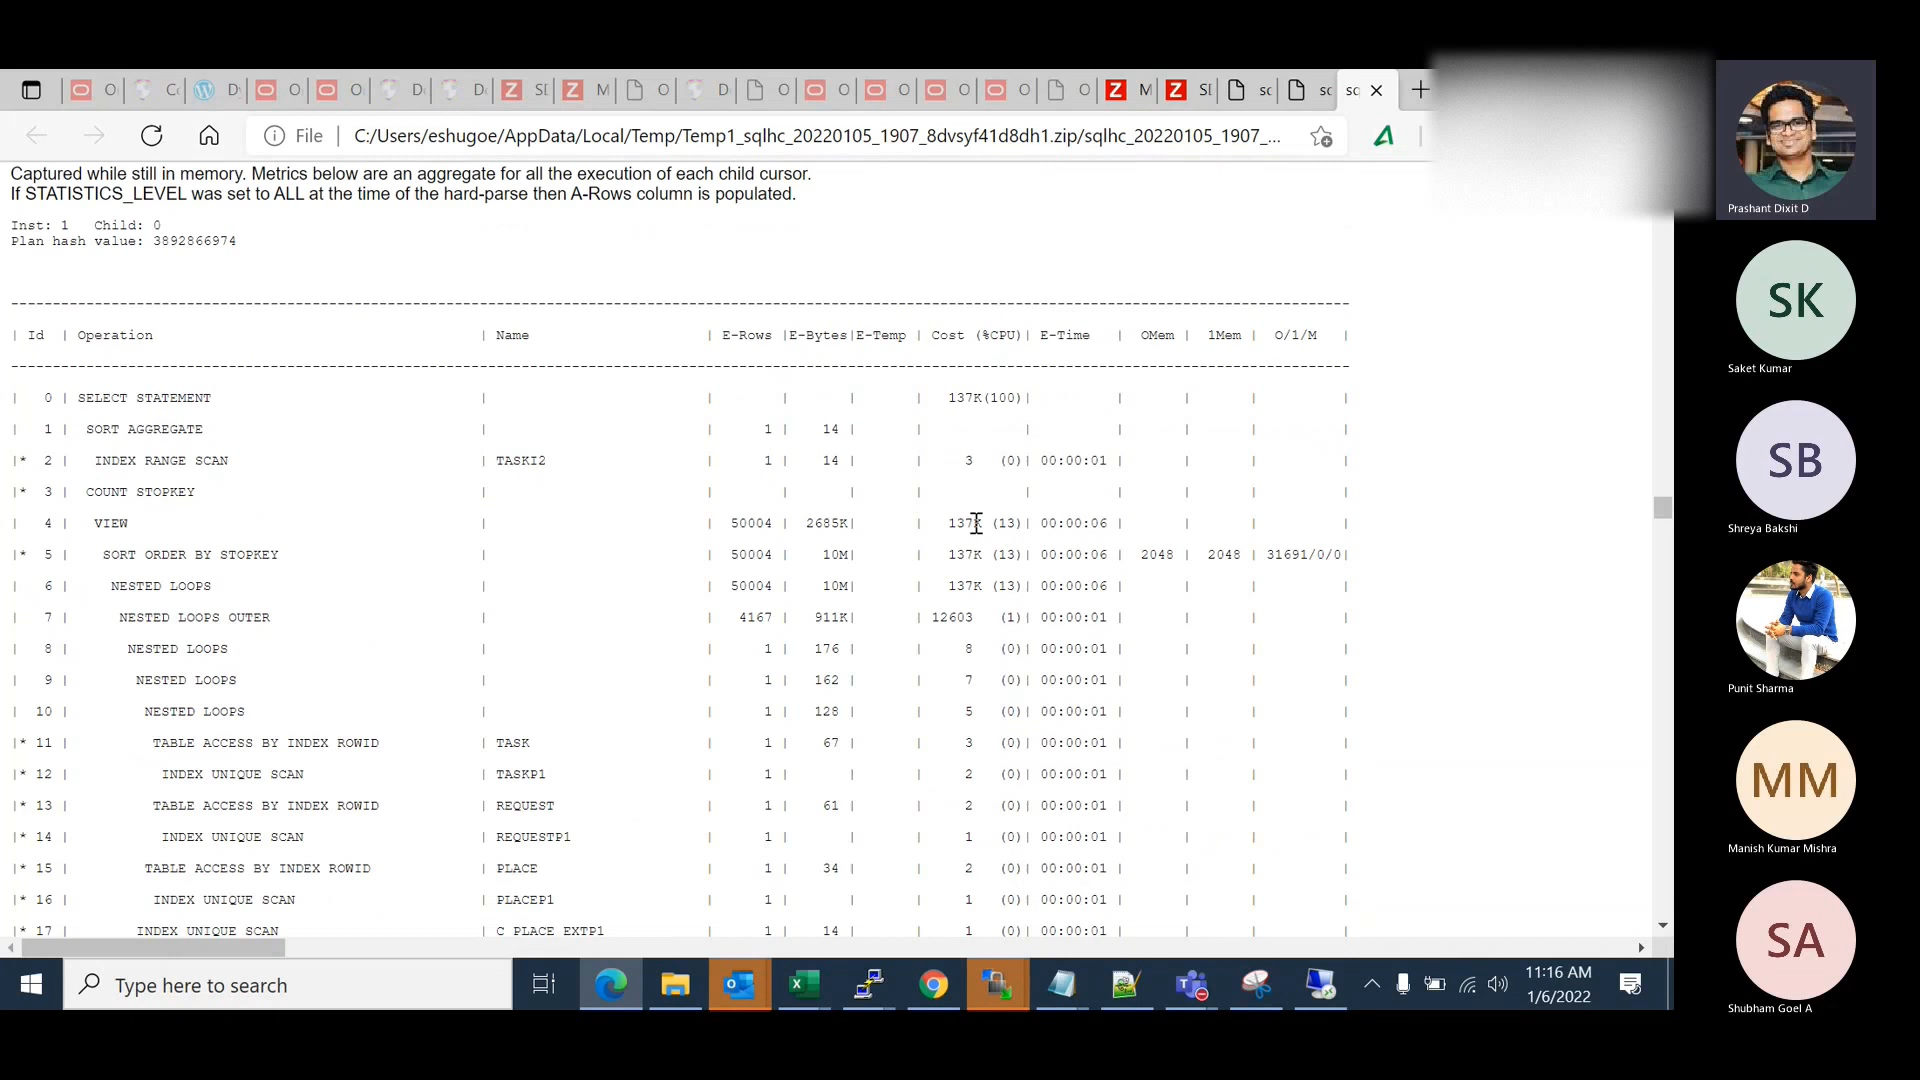 O
C
D
O
O
D
D
SI
M
O
D
O
O
O
O
O
O
M
SI
sc
sc
sq
File
C:/Users/eshugoe/AppData/Local/Temp/Temp1_sqlhc_20220105_1907_8dvsyf41d8dh1.zip/sqlhc_20220105_1907_...
Captured while still in memory. Metrics below are an aggregate for all the execution of each child cursor.
If STATISTICS_LEVEL was set to ALL at the time of the hard-parse then A-Rows column is populated.
Inst: 1   Child: 0
Plan hash value: 3892866974
| Id | Operation | Name | E-Rows |E-Bytes|E-Temp | Cost (%CPU)| E-Time | OMem | 1Mem | O/1/M |
| 0 | SELECT STATEMENT | | | | | 137K(100)| | | | |
| 1 | SORT AGGREGATE | | 1 | 14 | | | | | | |
|* 2 | INDEX RANGE SCAN | TASKI2 | 1 | 14 | | 3 (0)| 00:00:01 | | | |
|* 3 | COUNT STOPKEY | | | | | | | | | |
| 4 | VIEW | | 50004 | 2685K| | 137K (13)| 00:00:06 | | | |
|* 5 | SORT ORDER BY STOPKEY | | 50004 | 10M| | 137K (13)| 00:00:06 | 2048 | 2048 | 31691/0/0|
| 6 | NESTED LOOPS | | 50004 | 10M| | 137K (13)| 00:00:06 | | | |
| 7 | NESTED LOOPS OUTER | | 4167 | 911K| | 12603 (1)| 00:00:01 | | | |
| 8 | NESTED LOOPS | | 1 | 176 | | 8 (0)| 00:00:01 | | | |
| 9 | NESTED LOOPS | | 1 | 162 | | 7 (0)| 00:00:01 | | | |
| 10 | NESTED LOOPS | | 1 | 128 | | 5 (0)| 00:00:01 | | | |
|* 11 | TABLE ACCESS BY INDEX ROWID | TASK | 1 | 67 | | 3 (0)| 00:00:01 | | | |
|* 12 | INDEX UNIQUE SCAN | TASKP1 | 1 | | | 2 (0)| 00:00:01 | | | |
|* 13 | TABLE ACCESS BY INDEX ROWID | REQUEST | 1 | 61 | | 2 (0)| 00:00:01 | | | |
|* 14 | INDEX UNIQUE SCAN | REQUESTP1 | 1 | | | 1 (0)| 00:00:01 | | | |
|* 15 | TABLE ACCESS BY INDEX ROWID | PLACE | 1 | 34 | | 2 (0)| 00:00:01 | | | |
|* 16 | INDEX UNIQUE SCAN | PLACEP1 | 1 | | | 1 (0)| 00:00:01 | | | |
|* 17 | INDEX UNIQUE SCAN | C_PLACE_EXTP1 | 1 | 14 | | 1 (0)| 00:00:01 | | | |
Type here to search
11:16 AM
1/6/2022
Prashant Dixit D
SK
Saket Kumar
SB
Shreya Bakshi
Punit Sharma
MM
Manish Kumar Mishra
SA
Shubham Goel A